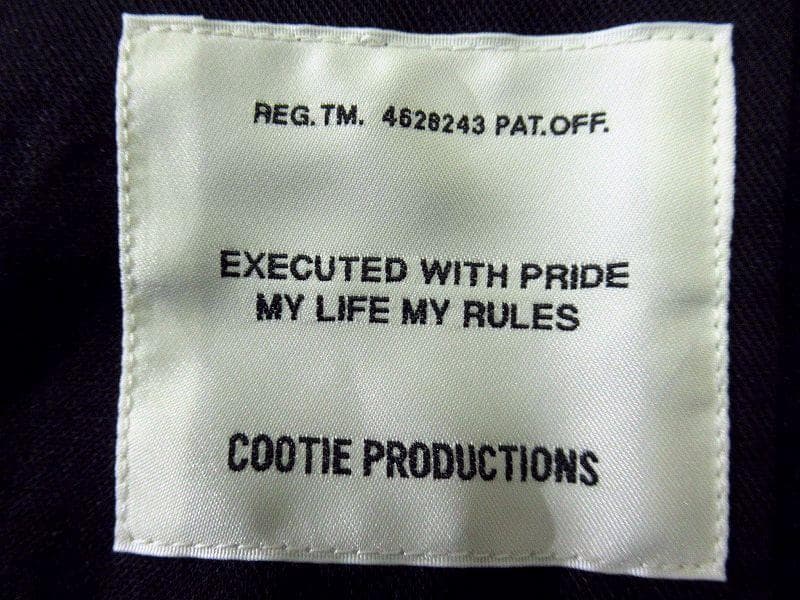 REG.TM. 4628243 PAT.OFF.
EXECUTED WITH PRIDE
MY LIFE MY RULES
COOTIE PRODUCTIONS